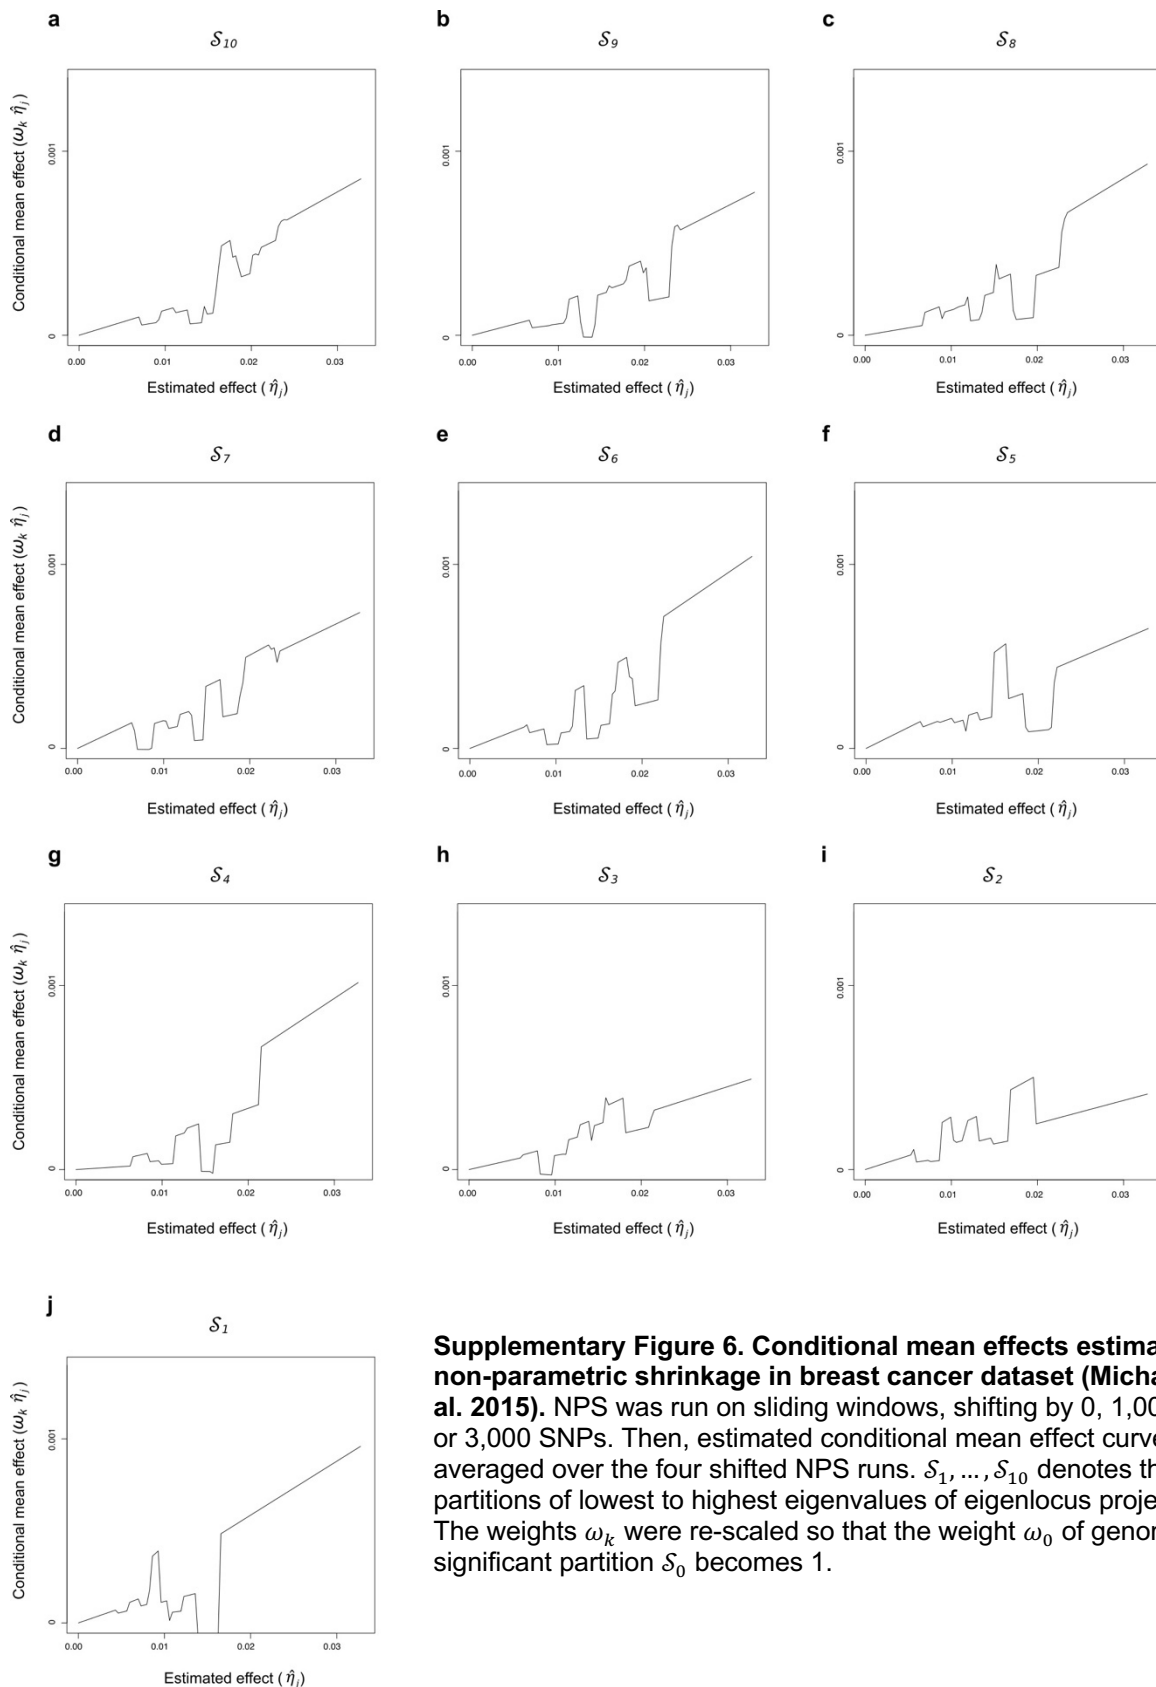 a b c
𝒮₁₀ 𝒮₉ 𝒮₈
Conditional mean effect (ωₖ η̂ⱼ)
0.001 0.001 0.001
0 0 0
0.00 0.01 0.02 0.03 0.00 0.01 0.02 0.03 0.00 0.01 0.02 0.03
Estimated effect (η̂ⱼ) Estimated effect (η̂ⱼ) Estimated effect (η̂ⱼ)
d e f
𝒮₇ 𝒮₆ 𝒮₅
Conditional mean effect (ωₖ η̂ⱼ)
0.001 0.001 0.001
0 0 0
0.00 0.01 0.02 0.03 0.00 0.01 0.02 0.03 0.00 0.01 0.02 0.03
Estimated effect (η̂ⱼ) Estimated effect (η̂ⱼ) Estimated effect (η̂ⱼ)
g h i
𝒮₄ 𝒮₃ 𝒮₂
Conditional mean effect (ωₖ η̂ⱼ)
0.001 0.001 0.001
0 0 0
0.00 0.01 0.02 0.03 0.00 0.01 0.02 0.03 0.00 0.01 0.02 0.03
Estimated effect (η̂ⱼ) Estimated effect (η̂ⱼ) Estimated effect (η̂ⱼ)
j
𝒮₁
Conditional mean effect (ωₖ η̂ⱼ)
0.001
0
0.00 0.01 0.02 0.03
Estimated effect (η̂ⱼ)
Supplementary Figure 6. Conditional mean effects estima
non-parametric shrinkage in breast cancer dataset (Micha
al. 2015). NPS was run on sliding windows, shifting by 0, 1,00
or 3,000 SNPs. Then, estimated conditional mean effect curve
averaged over the four shifted NPS runs. 𝒮₁, … , 𝒮₁₀ denotes th
partitions of lowest to highest eigenvalues of eigenlocus proje
The weights ωₖ were re-scaled so that the weight ω₀ of genom
significant partition 𝒮₀ becomes 1.